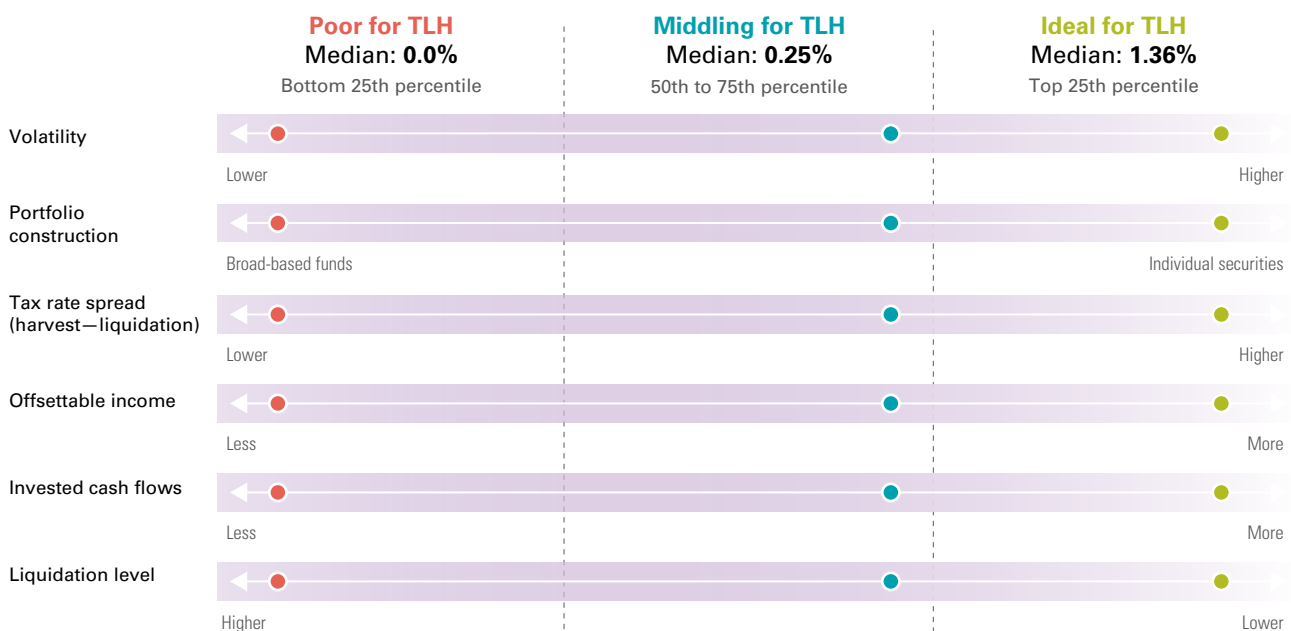 Poor for TLH
Median: 0.0%
Bottom 25th percentile
Middling for TLH
Median: 0.25%
50th to 75th percentile
Ideal for TLH
Median: 1.36%
Top 25th percentile
Volatility
Lower
Higher
Portfolio
construction
Broad-based funds
Individual securities
Tax rate spread
(harvest—liquidation)
Lower
Higher
Offsettable income
Less
More
Invested cash flows
Less
More
Liquidation level
Higher
Lower